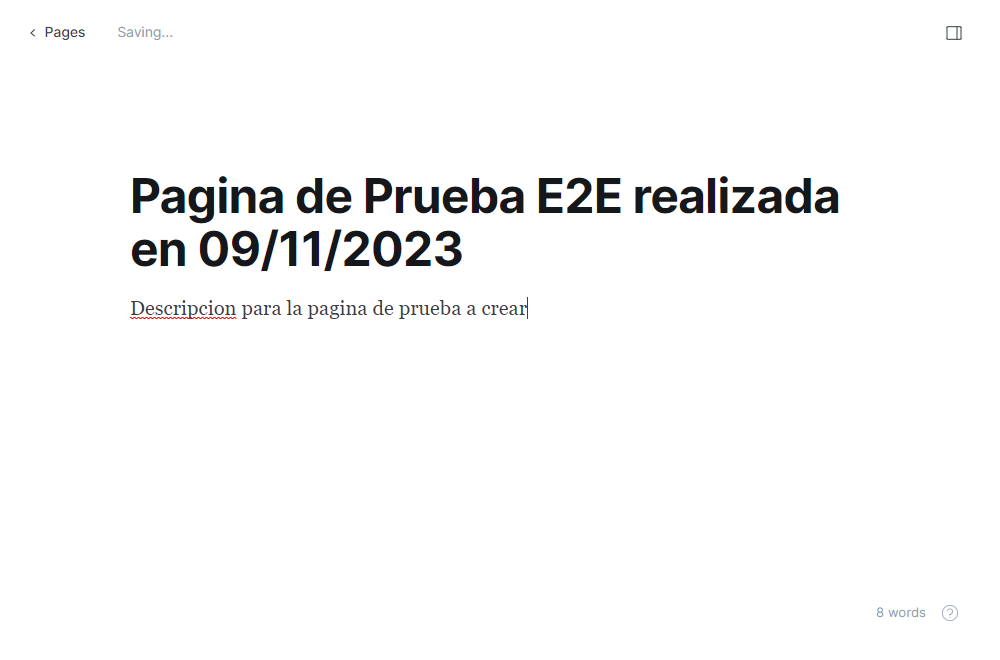 Pages
Saving...
Pagina de Prueba E2E realizada
en 09/11/2023
Descripcion para la pagina de prueba a crear
8 words